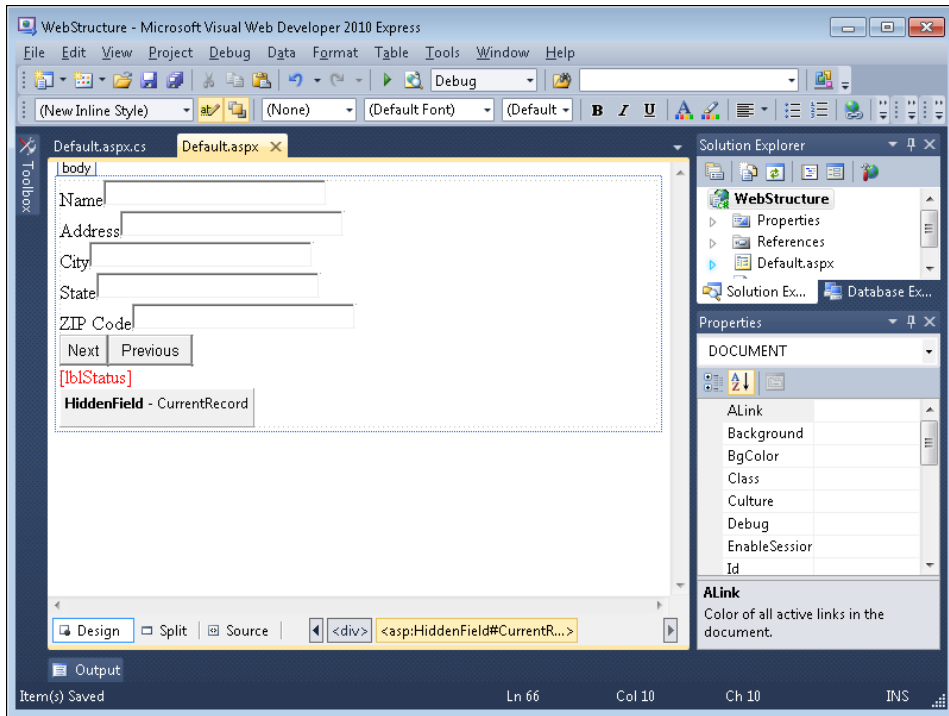 WebStructure - Microsoft Visual Web Developer 2010 Express
File Edit View Project Debug Data Format Table Tools Window Help
Debug
(New Inline Style) (None) (Default Font) (Default B I U A
Toolbox
Default.aspx.cs Default.aspx
body
Name
Address
City
State
ZIP Code
Next Previous
[lblStatus]
HiddenField - CurrentRecord
Design Split Source <div> <asp:HiddenField#CurrentR...>
Solution Explorer
WebStructure
Properties
References
Default.aspx
Solution Ex... Database Ex...
Properties
DOCUMENT
ALink
Background
BgColor
Class
Culture
Debug
EnableSession
Id
ALink
Color of all active links in the
document.
Output
Item(s) Saved Ln 66 Col 10 Ch 10 INS